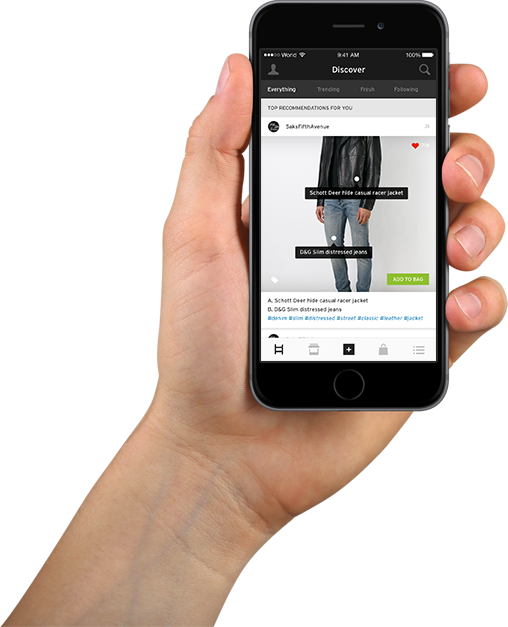 World 9:41 AM 100%
Discover
Everything Trending Fresh Following
TOP RECOMMENDATIONS FOR YOU
SaksFifthAvenue
Schott Deer hide casual racer jacket
D&G Slim distressed jeans
ADD TO BAG
A. Schott Deer hide casual racer jacket
B. D&G Slim distressed jeans
#denim #slim #distressed #street #classic #leather #jacket